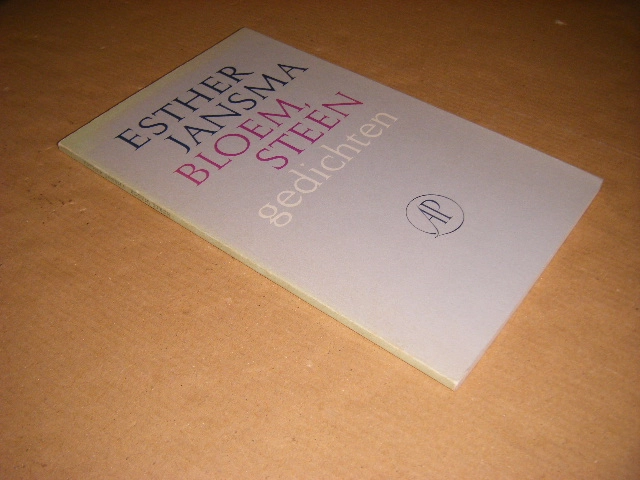 ESTHER
JANSMA
BLOEM,
STEEN
gedichten
AP